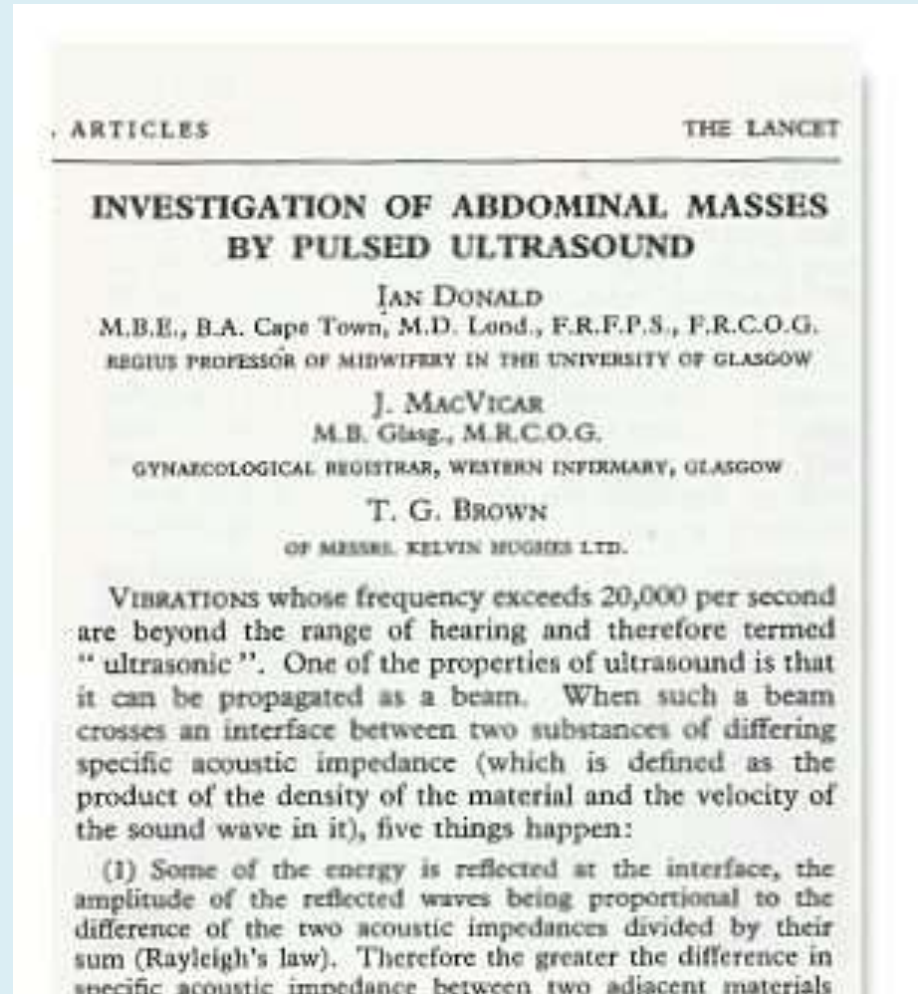 ARTICLES THE LANCET
INVESTIGATION OF ABDOMINAL MASSES
BY PULSED ULTRASOUND
IAN DONALD
M.B.E., B.A. Cape Town, M.D. Lond., F.R.F.P.S., F.R.C.O.G.
REGIUS PROFESSOR OF MIDWIFERY IN THE UNIVERSITY OF GLASGOW
J. MACVICAR
M.B. Glasg., M.R.C.O.G.
GYNAECOLOGICAL REGISTRAR, WESTERN INFIRMARY, GLASGOW
T. G. BROWN
OF MESSRS. KELVIN HUGHES LTD.
VIBRATIONS whose frequency exceeds 20,000 per second
are beyond the range of hearing and therefore termed
“ ultrasonic ”. One of the properties of ultrasound is that
it can be propagated as a beam. When such a beam
crosses an interface between two substances of differing
specific acoustic impedance (which is defined as the
product of the density of the material and the velocity of
the sound wave in it), five things happen:
(1) Some of the energy is reflected at the interface, the
amplitude of the reflected waves being proportional to the
difference of the two acoustic impedances divided by their
sum (Rayleigh's law). Therefore the greater the difference in
specific acoustic impedance between two adjacent materials